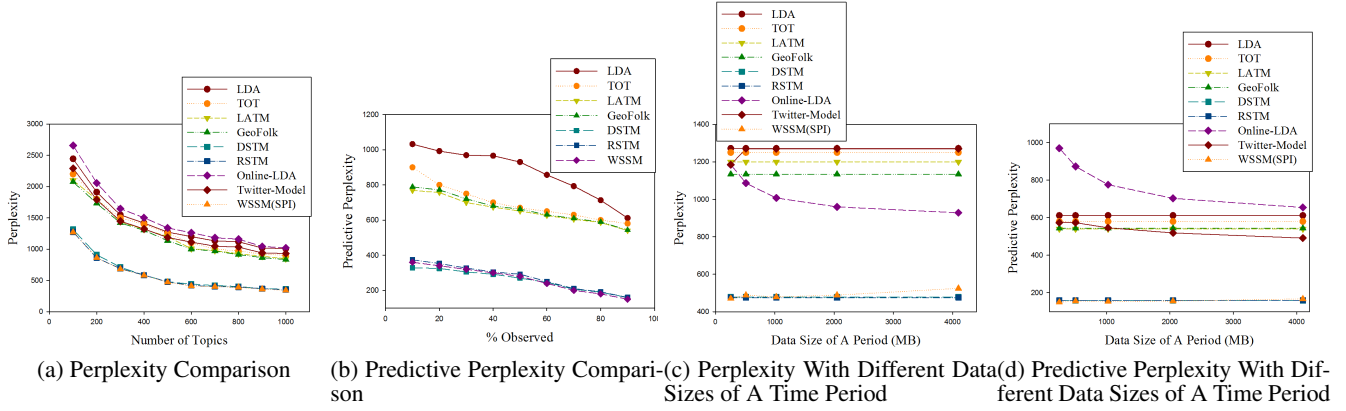 LDA
TOT
LATM
GeoFolk
DSTM
RSTM
Online-LDA
Twitter-Model
WSSM(SPI)
3000
2500
2000
1500
1000
500
0
Perplexity
0
200
400
600
800
1000
Number of Topics
(a) Perplexity Comparison
LDA
TOT
LATM
GeoFolk
DSTM
RSTM
WSSM
1200
1000
800
600
400
200
Predictive Perplexity
0
20
40
60
80
% Observed
(b) Predictive Perplexity Compari-
son
LDA
TOT
LATM
GeoFolk
DSTM
RSTM
Online-LDA
Twitter-Model
WSSM(SPI)
1400
1200
1000
800
600
400
Perplexity
1000
2000
3000
4000
Data Size of A Period (MB)
(c) Perplexity With Different Data
Sizes of A Time Period
LDA
TOT
LATM
GeoFolk
DSTM
RSTM
Online-LDA
Twitter-Model
WSSM(SPI)
1000
800
600
400
200
Predictive Perplexity
1000
2000
3000
4000
Data Size of A Period (MB)
(d) Predictive Perplexity With Dif-
ferent Data Sizes of A Time Period